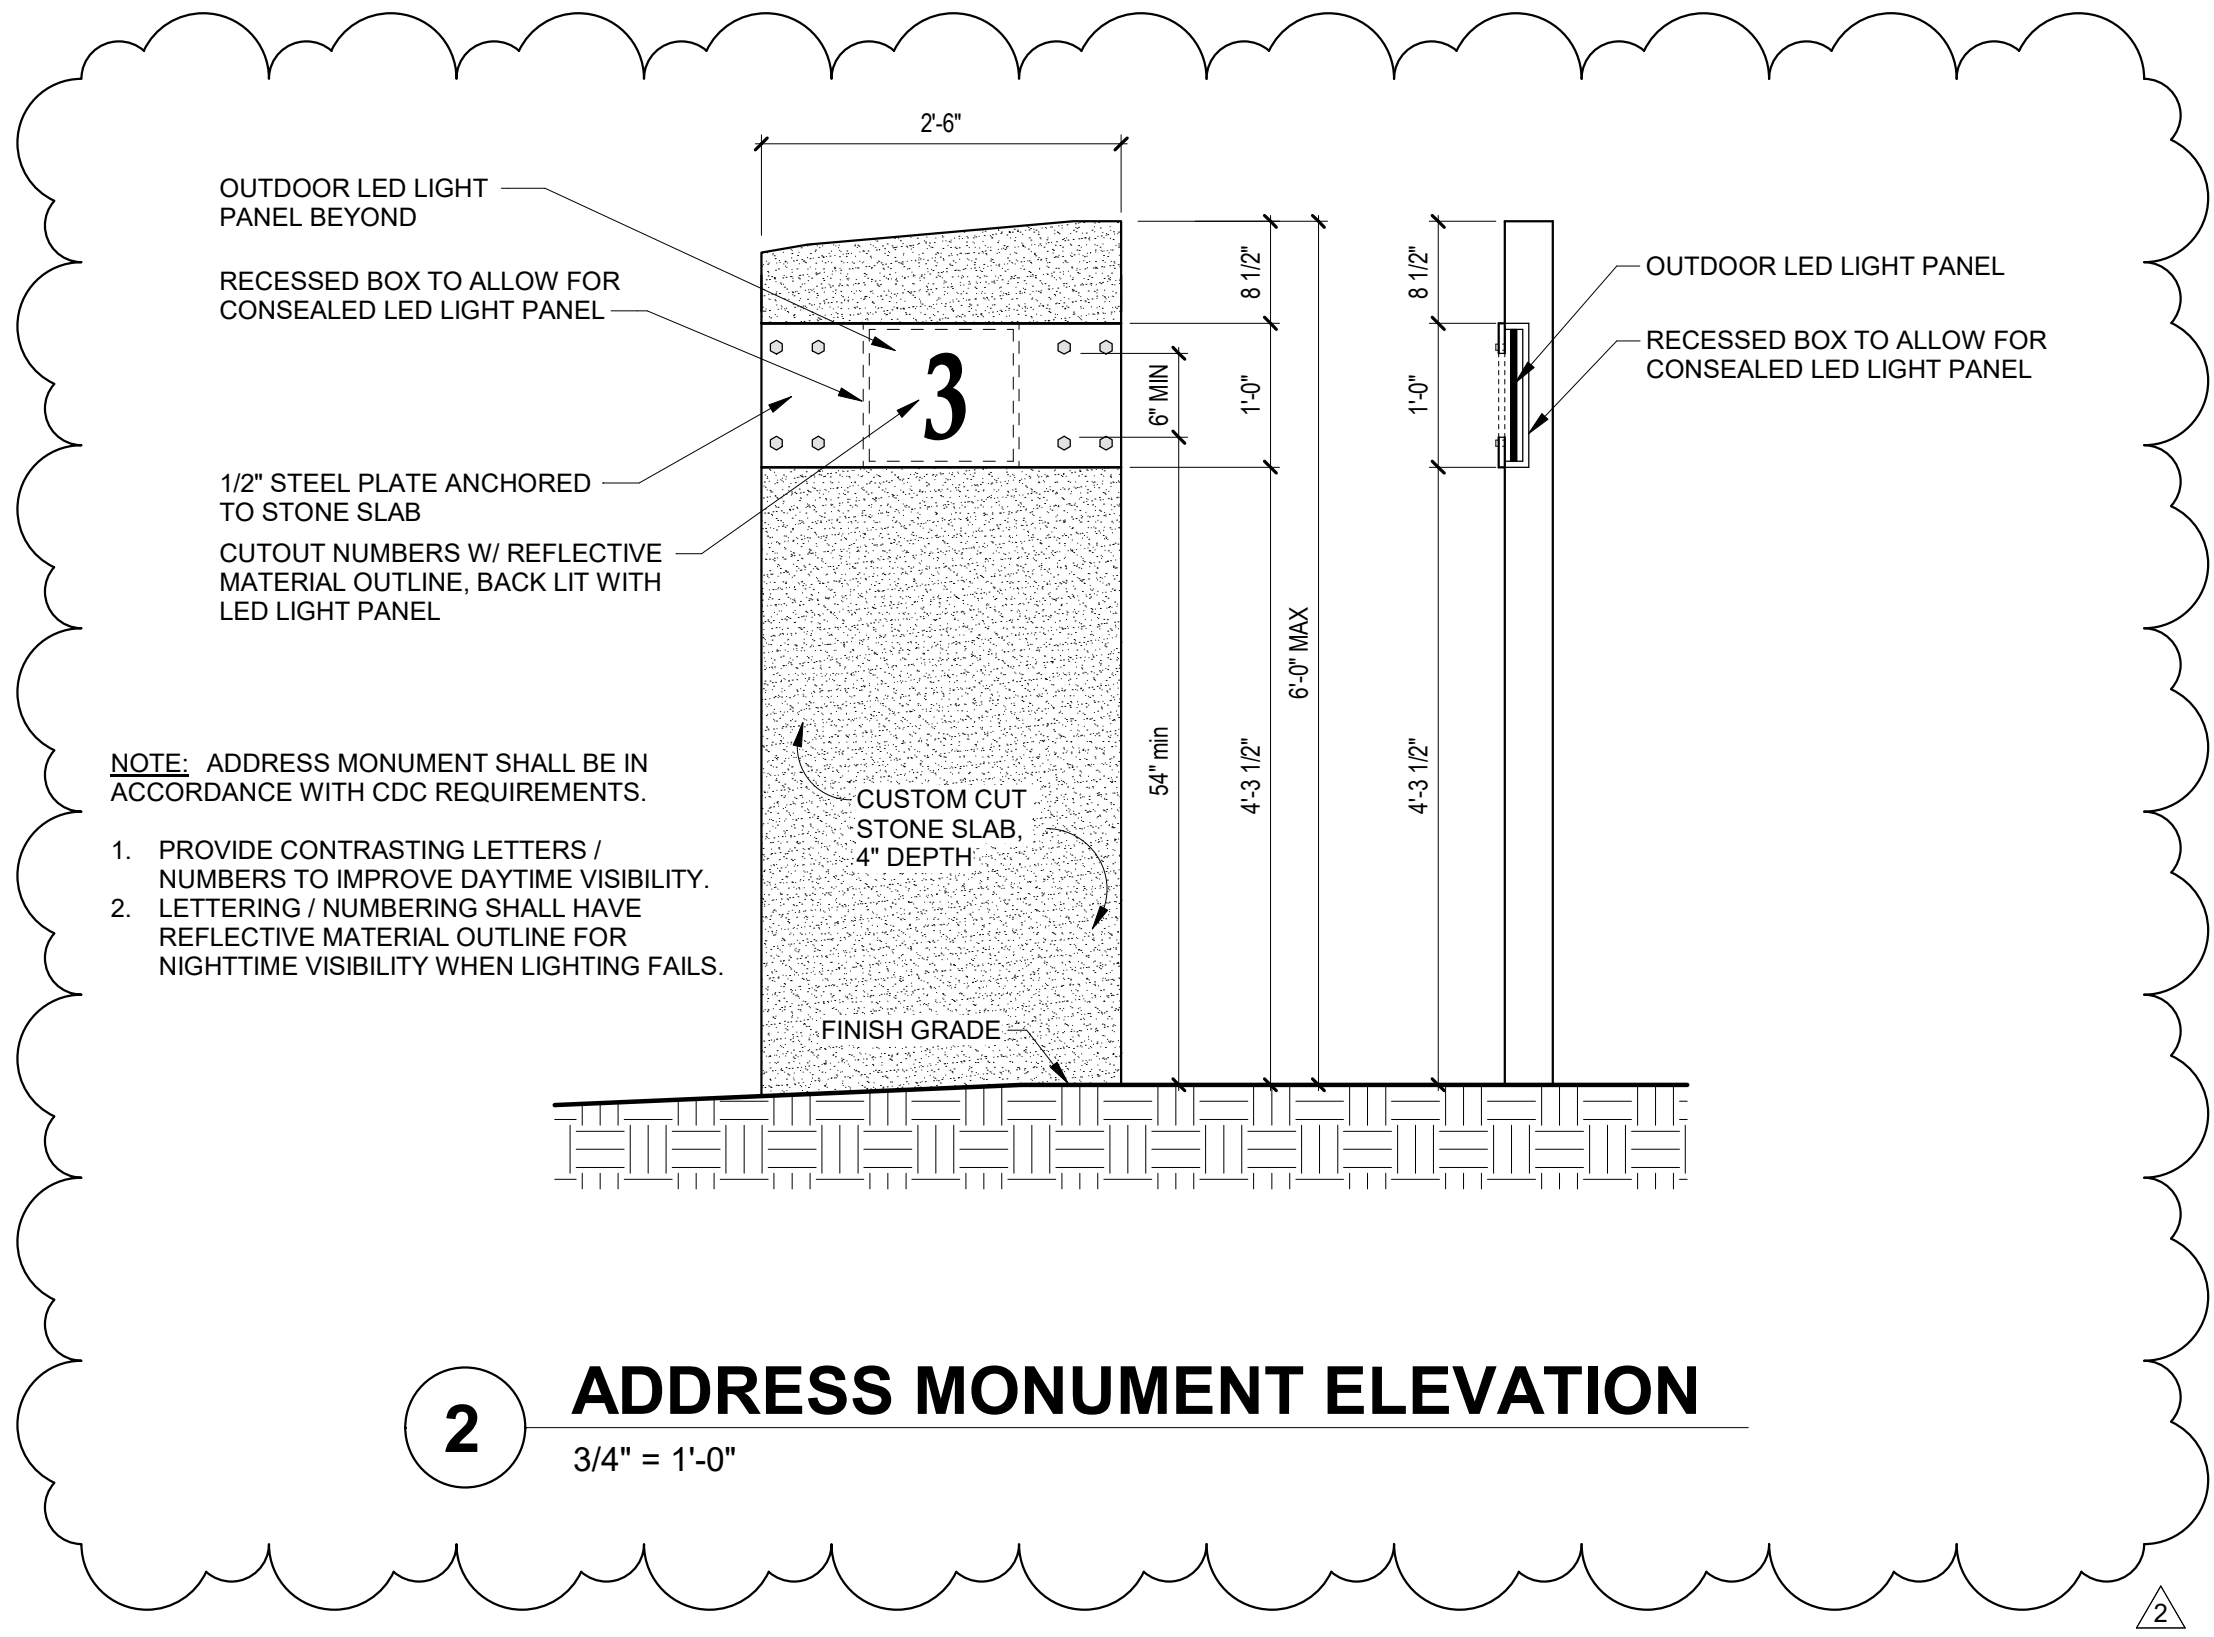 2'-6"
OUTDOOR LED LIGHT
PANEL BEYOND
RECESSED BOX TO ALLOW FOR
CONSEALED LED LIGHT PANEL
1/2" STEEL PLATE ANCHORED
TO STONE SLAB
CUTOUT NUMBERS W/ REFLECTIVE
MATERIAL OUTLINE, BACK LIT WITH
LED LIGHT PANEL
3
8 1/2"
6" MIN
1'-0"
6'-0" MAX
54" min
4'-3 1/2"
8 1/2"
1'-0"
4'-3 1/2"
OUTDOOR LED LIGHT PANEL
RECESSED BOX TO ALLOW FOR
CONSEALED LED LIGHT PANEL
NOTE: ADDRESS MONUMENT SHALL BE IN
ACCORDANCE WITH CDC REQUIREMENTS.
1. PROVIDE CONTRASTING LETTERS /
NUMBERS TO IMPROVE DAYTIME VISIBILITY.
2. LETTERING / NUMBERING SHALL HAVE
REFLECTIVE MATERIAL OUTLINE FOR
NIGHTTIME VISIBILITY WHEN LIGHTING FAILS.
CUSTOM CUT
STONE SLAB,
4" DEPTH
FINISH GRADE
2
ADDRESS MONUMENT ELEVATION
3/4" = 1'-0"
2